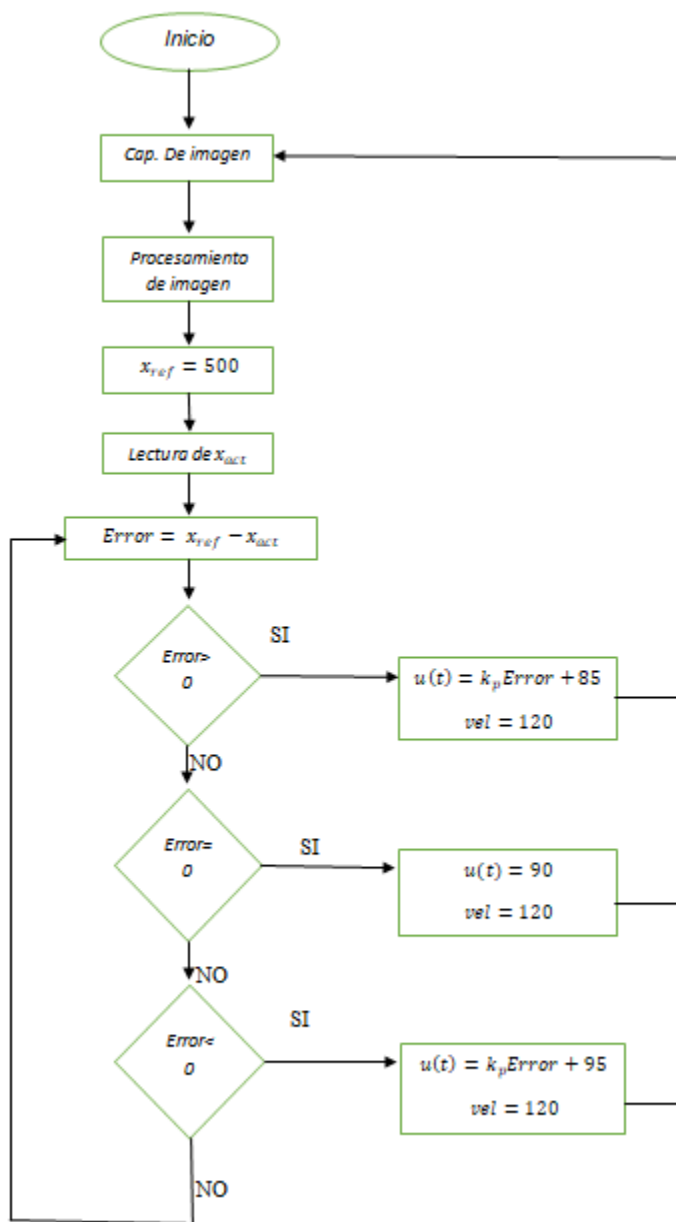 Inicio
Cap. De imagen
Procesamiento
de imagen
x_ref = 500
Lectura de x_act
Error = x_ref − x_act
Error>
0
SI
u(t) = k_p Error + 85
vel = 120
NO
Error=
0
SI
u(t) = 90
vel = 120
NO
Error<
0
SI
u(t) = k_p Error + 95
vel = 120
NO